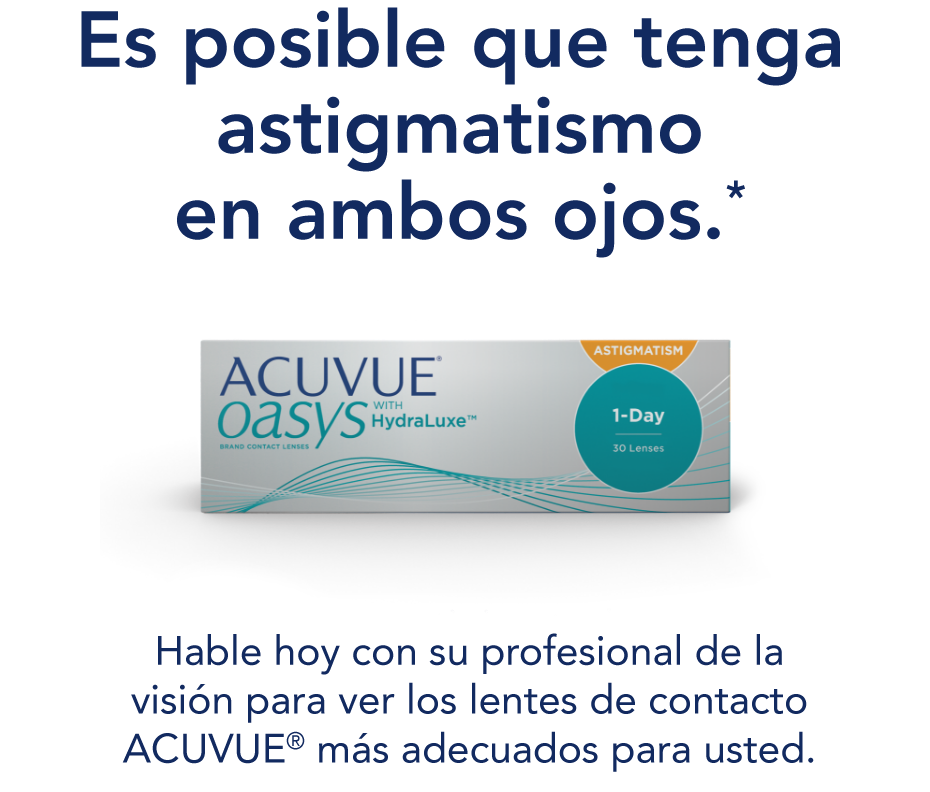 Es posible que tenga
astigmatismo
en ambos ojos.*
ASTIGMATISM
ACUVUE®
oasys WITH HydraLuxe™
BRAND CONTACT LENSES
1-Day
30 Lenses
Hable hoy con su profesional de la
visión para ver los lentes de contacto
ACUVUE® más adecuados para usted.